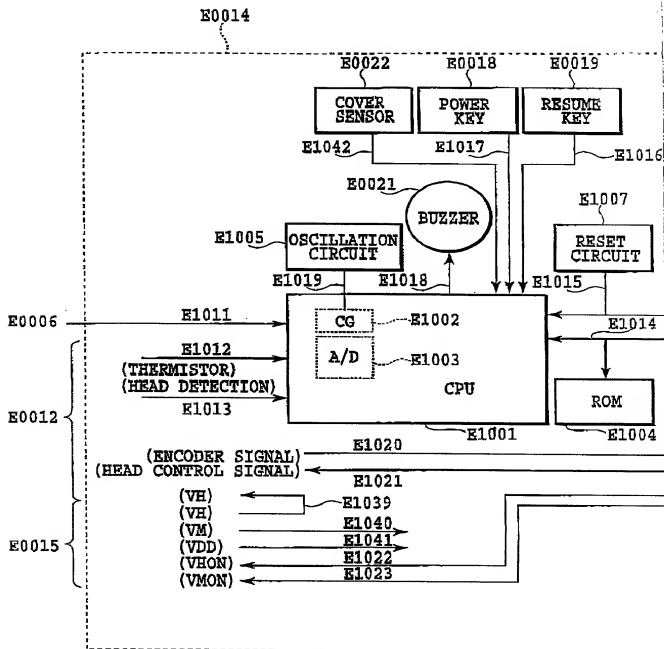 E0014
E0022
E0018
E0019
COVER
SENSOR
POWER
KEY
RESUME
KEY
E1042
E1017
E1016
E0021
E1007
BUZZER
E1005
OSCILLATION
CIRCUIT
RESET
CIRCUIT
E1019
E1018
E1015
E0006
E1011
CG
E1002
E1014
E1012
(THERMISTOR)
(HEAD DETECTION)
E1013
A/D
E1003
CPU
ROM
E0012
E1001
E1004
(ENCODER SIGNAL)
E1020
(HEAD CONTROL SIGNAL)
E1021
(VH)
E1039
(VH)
(VM)
E1040
E0015
(VDD)
E1041
(VHON)
E1022
(VMON)
E1023